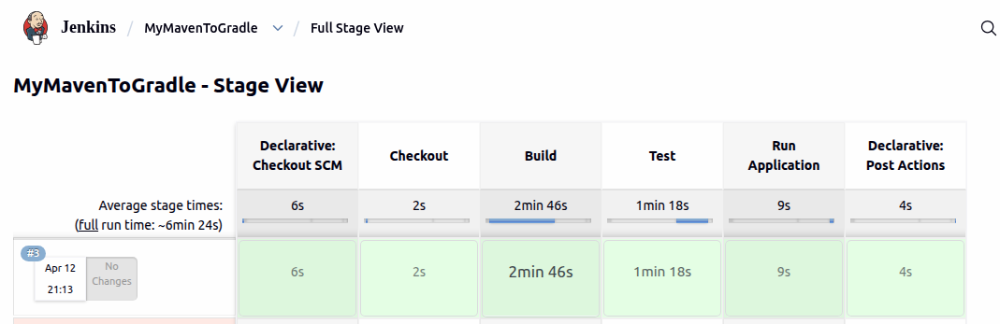 Jenkins / MyMavenToGradle / Full Stage View
MyMavenToGradle - Stage View
Declarative: Checkout SCM
Checkout
Build
Test
Run Application
Declarative: Post Actions
Average stage times:
(full run time: ~6min 24s)
6s
2s
2min 46s
1min 18s
9s
4s
#3
Apr 12
21:13
No
Changes
6s
2s
2min 46s
1min 18s
9s
4s